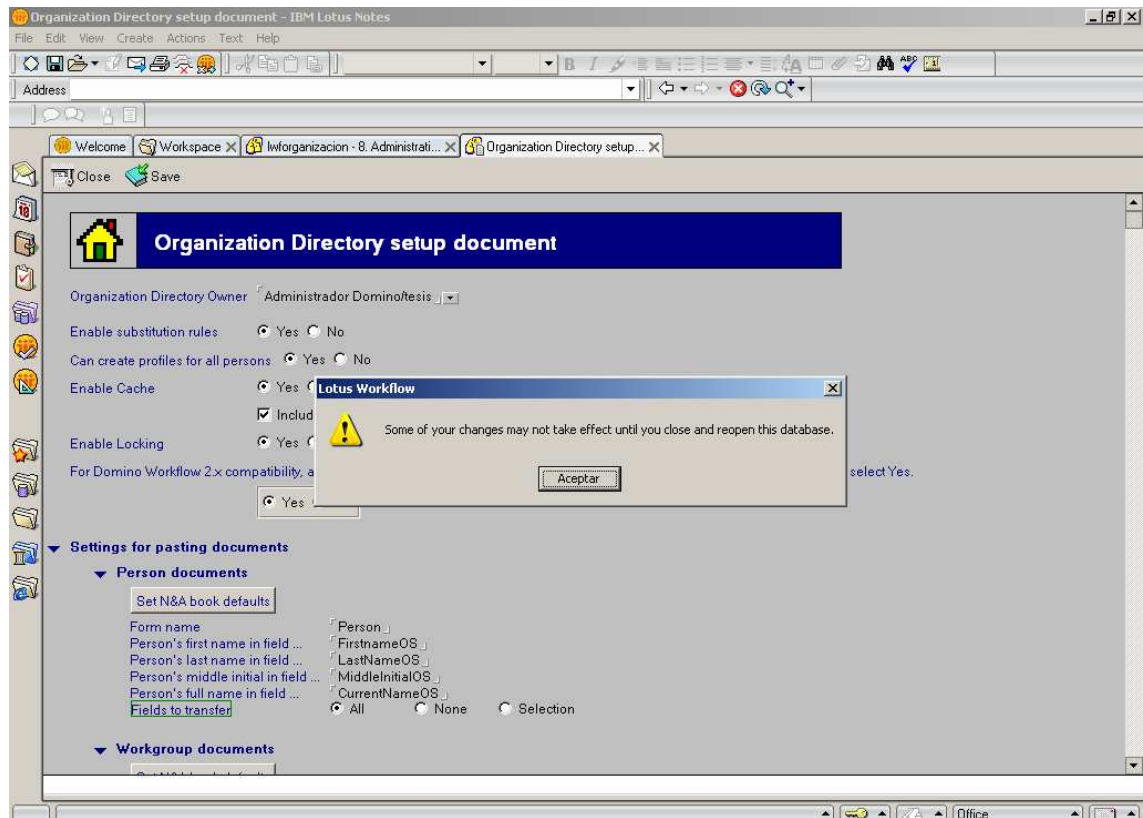 Organization Directory setup document - IBM Lotus Notes
File Edit View Create Actions Text Help
Address
Welcome Workspace lwforganizacion - 8. Administrati... Organization Directory setup...
Close Save
Organization Directory setup document
Organization Directory Owner Administrador Domino/tesis
Enable substitution rules Yes No
Can create profiles for all persons Yes No
Enable Cache Yes
Includ
Enable Locking Yes
For Domino Workflow 2.x compatibility, a select Yes.
Yes
Lotus Workflow
Some of your changes may not take effect until you close and reopen this database.
Aceptar
Settings for pasting documents
Person documents
Set N&A book defaults
Form name Person
Person's first name in field ... FirstnameOS
Person's last name in field ... LastNameOS
Person's middle initial in field ... MiddleInitialOS
Person's full name in field ... CurrentNameOS
Fields to transfer All None Selection
Workgroup documents
Office